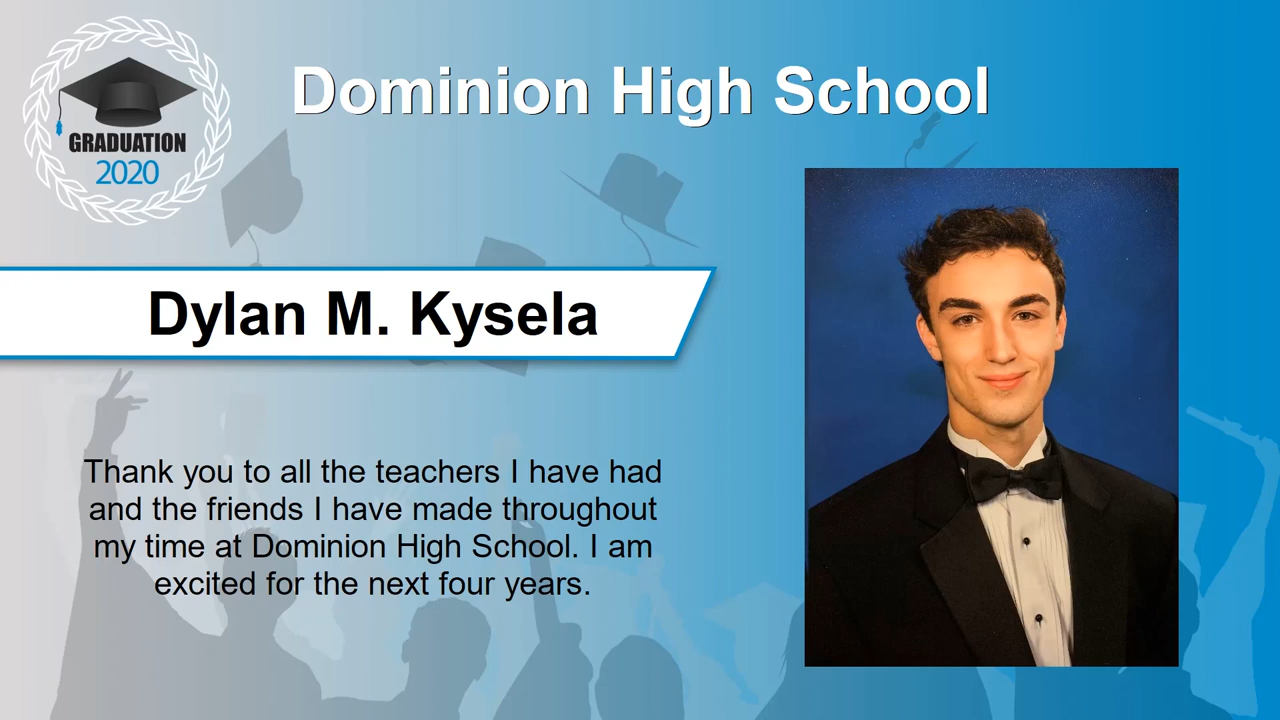 GRADUATION
2020
Dominion High School
Dylan M. Kysela
Thank you to all the teachers I have had
and the friends I have made throughout
my time at Dominion High School. I am
excited for the next four years.